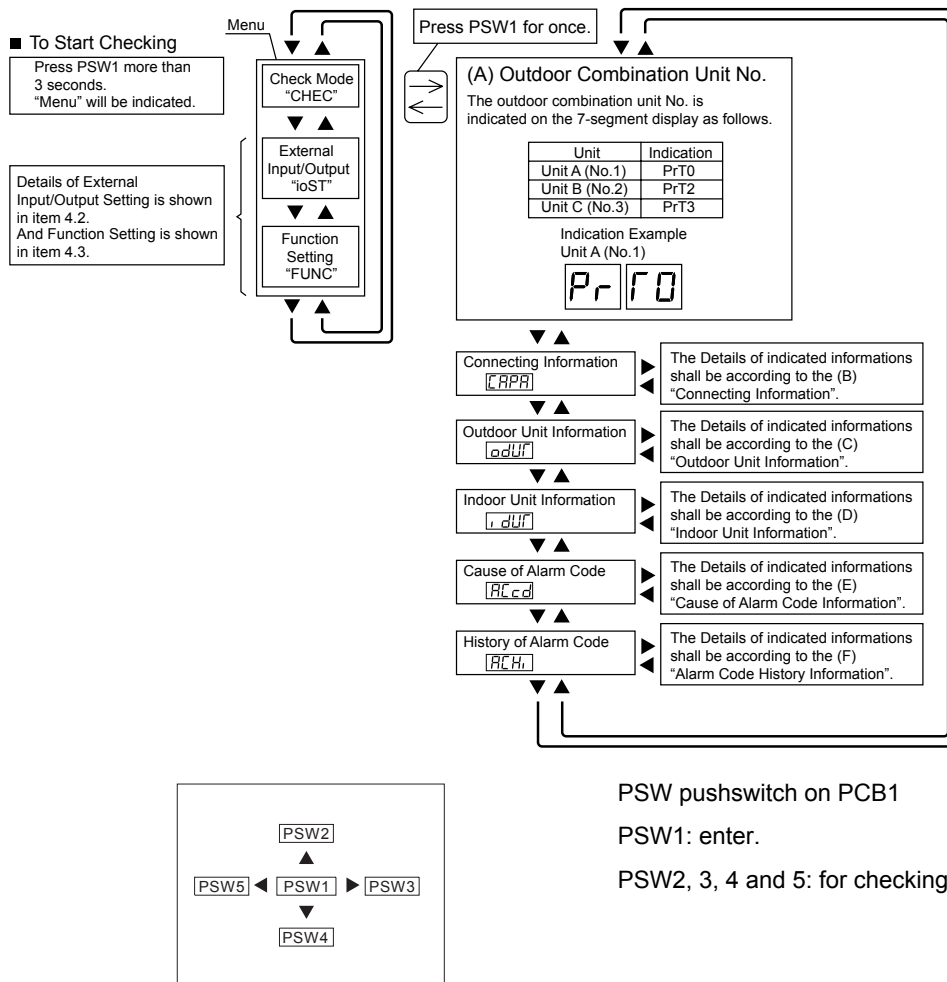 ■ To Start Checking
Press PSW1 more than
3 seconds.
“Menu” will be indicated.
Details of External
Input/Output Setting is shown
in item 4.2.
And Function Setting is shown
in item 4.3.
Menu
Check Mode
“CHEC”
External
Input/Output
“ioST”
Function
Setting
“FUNC”
Press PSW1 for once.
(A) Outdoor Combination Unit No.
The outdoor combination unit No. is
indicated on the 7-segment display as follows.
Unit Indication
Unit A (No.1) PrT0
Unit B (No.2) PrT2
Unit C (No.3) PrT3
Indication Example
Unit A (No.1)
Pr T0
Connecting Information
CAPA
The Details of indicated informations
shall be according to the (B)
“Connecting Information”.
Outdoor Unit Information
odUT
The Details of indicated informations
shall be according to the (C)
“Outdoor Unit Information”.
Indoor Unit Information
idUT
The Details of indicated informations
shall be according to the (D)
“Indoor Unit Information”.
Cause of Alarm Code
ACcd
The Details of indicated informations
shall be according to the (E)
“Cause of Alarm Code Information”.
History of Alarm Code
ACHi
The Details of indicated informations
shall be according to the (F)
“Alarm Code History Information”.
PSW2
PSW5 PSW1 PSW3
PSW4
PSW pushswitch on PCB1
PSW1: enter.
PSW2, 3, 4 and 5: for checking